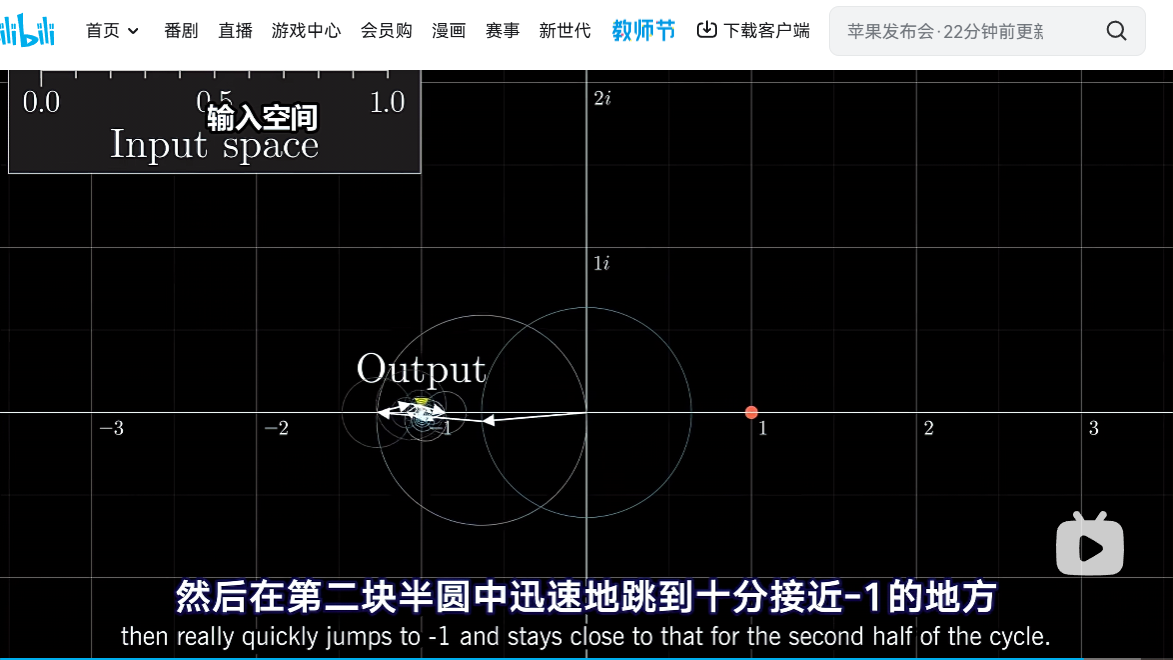 bilibili
首页 番剧 直播 游戏中心 会员购 漫画 赛事 新世代 教师节 下载客户端 苹果发布会·22分钟前更新
0.0 0.5 1.0
输入空间
Input space
2i
1i
Output
−3 −2 −1 1 2 3
然后在第二块半圆中迅速地跳到十分接近-1的地方
then really quickly jumps to -1 and stays close to that for the second half of the cycle.